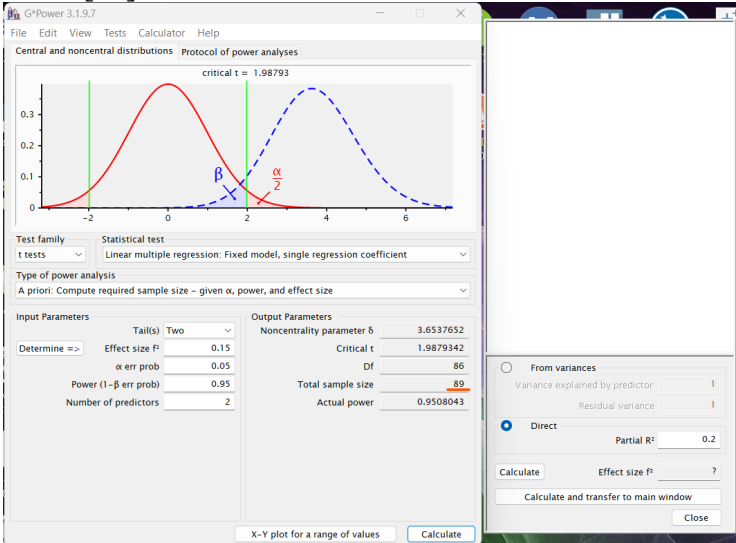 G*Power 3.1.9.7
File Edit View Tests Calculator Help
Central and noncentral distributions Protocol of power analyses
critical t = 1.98793
0.3
0.2
0.1
0
β
α
2
-2 0 2 4 6
Test family Statistical test
t tests Linear multiple regression: Fixed model, single regression coefficient
Type of power analysis
A priori: Compute required sample size – given α, power, and effect size
Input Parameters
Tail(s) Two
Determine => Effect size f² 0.15
α err prob 0.05
Power (1-β err prob) 0.95
Number of predictors 2
Output Parameters
Noncentrality parameter δ 3.6537652
Critical t 1.9879342
Df 86
Total sample size 89
Actual power 0.9508043
X-Y plot for a range of values Calculate
From variances
Variance explained by predictor 1
Residual variance 1
Direct
Partial R² 0.2
Calculate Effect size f² ?
Calculate and transfer to main window
Close